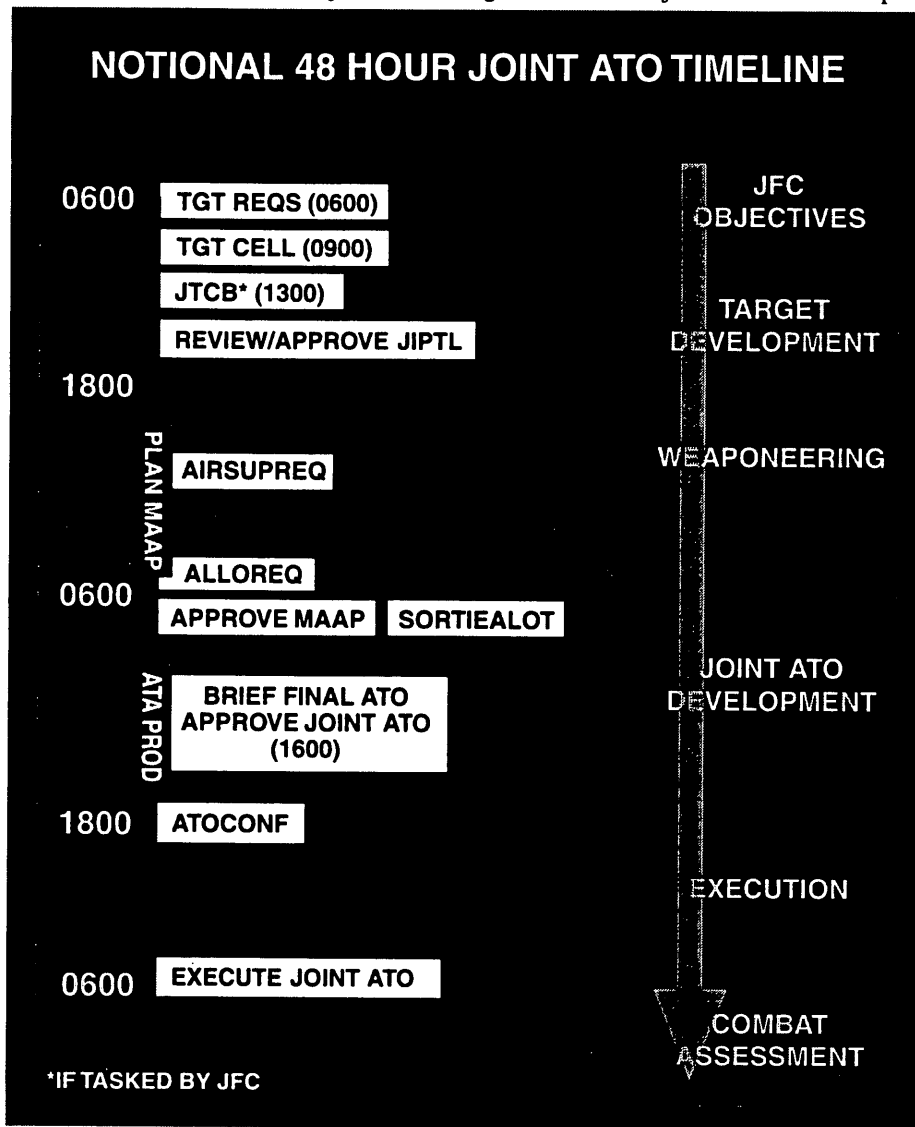 NOTIONAL 48 HOUR JOINT ATO TIMELINE
0600
TGT REQS (0600)
TGT CELL (0900)
JTCB* (1300)
REVIEW/APPROVE JIPTL
1800
PLAN MAAP
AIRSUPREQ
ALLOREQ
0600
APPROVE MAAP
SORTIEALOT
ATA PROD
BRIEF FINAL ATO
APPROVE JOINT ATO
(1600)
1800
ATOCONF
0600
EXECUTE JOINT ATO
JFC
OBJECTIVES
TARGET
DEVELOPMENT
WEAPONEERING
JOINT ATO
DEVELOPMENT
EXECUTION
COMBAT
ASSESSMENT
*IF TASKED BY JFC